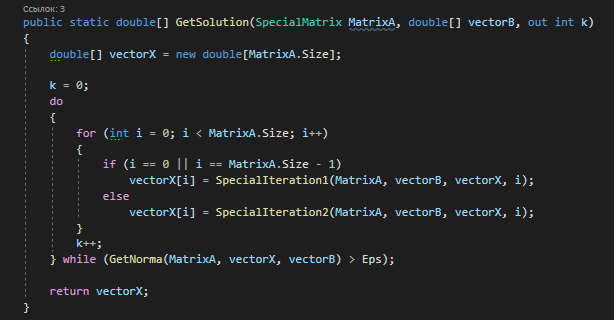 Ссылок: 3
public static double[] GetSolution(SpecialMatrix MatrixA, double[] vectorB, out int k)
{
double[] vectorX = new double[MatrixA.Size];
k = 0;
do
{
for (int i = 0; i < MatrixA.Size; i++)
{
if (i == 0 || i == MatrixA.Size - 1)
vectorX[i] = SpecialIteration1(MatrixA, vectorB, vectorX, i);
else
vectorX[i] = SpecialIteration2(MatrixA, vectorB, vectorX, i);
}
k++;
} while (GetNorma(MatrixA, vectorX, vectorB) > Eps);
return vectorX;
}